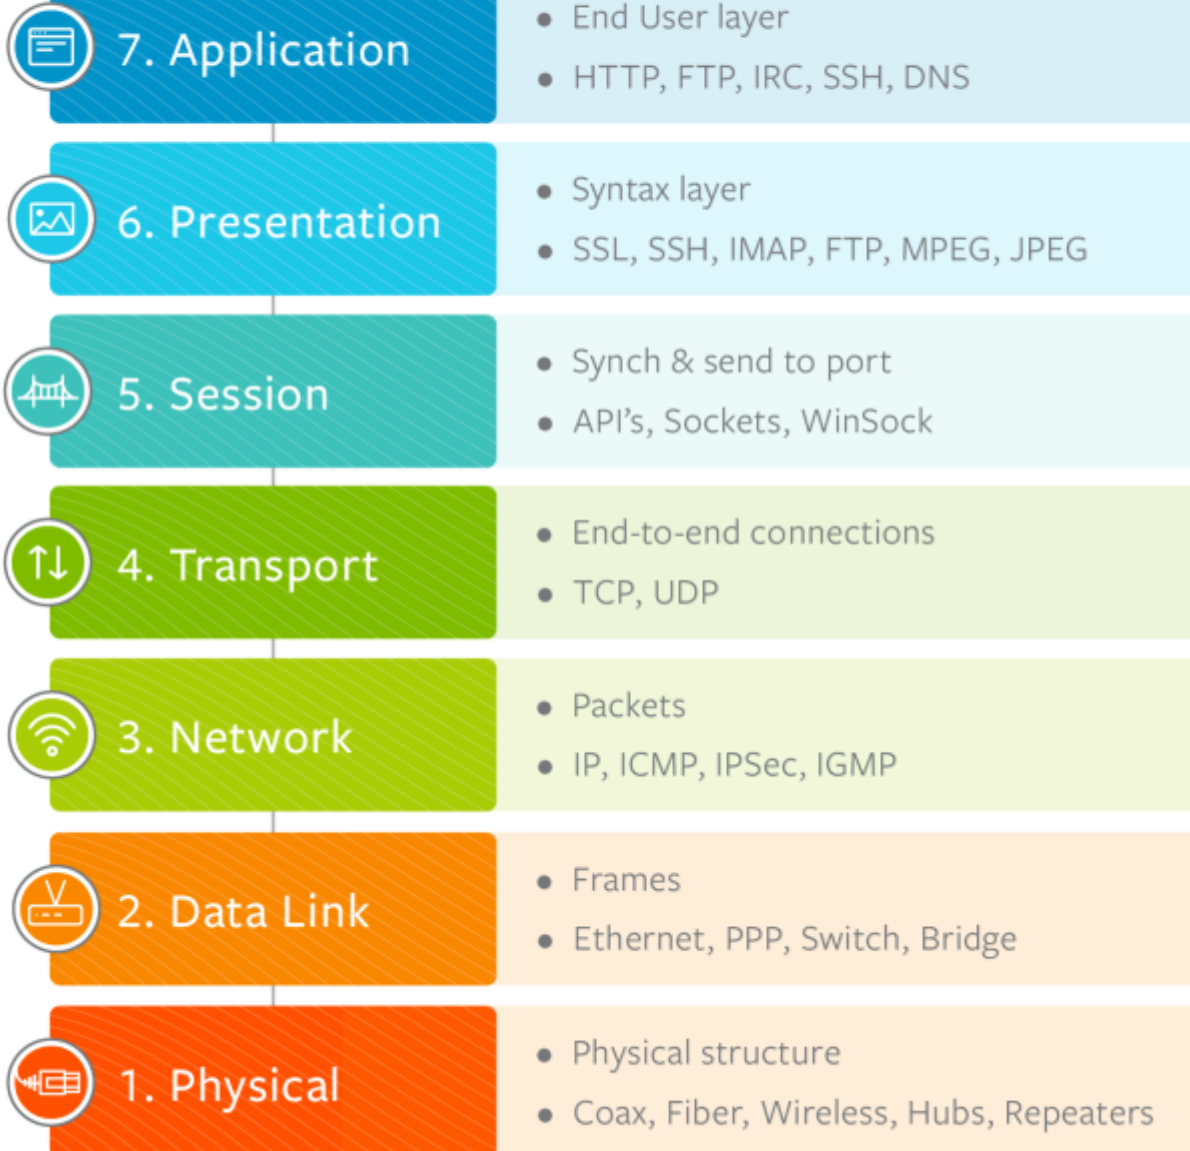 7. Application
• End User layer
• HTTP, FTP, IRC, SSH, DNS
6. Presentation
• Syntax layer
• SSL, SSH, IMAP, FTP, MPEG, JPEG
5. Session
• Synch & send to port
• API's, Sockets, WinSock
4. Transport
• End-to-end connections
• TCP, UDP
3. Network
• Packets
• IP, ICMP, IPSec, IGMP
2. Data Link
• Frames
• Ethernet, PPP, Switch, Bridge
1. Physical
• Physical structure
• Coax, Fiber, Wireless, Hubs, Repeaters